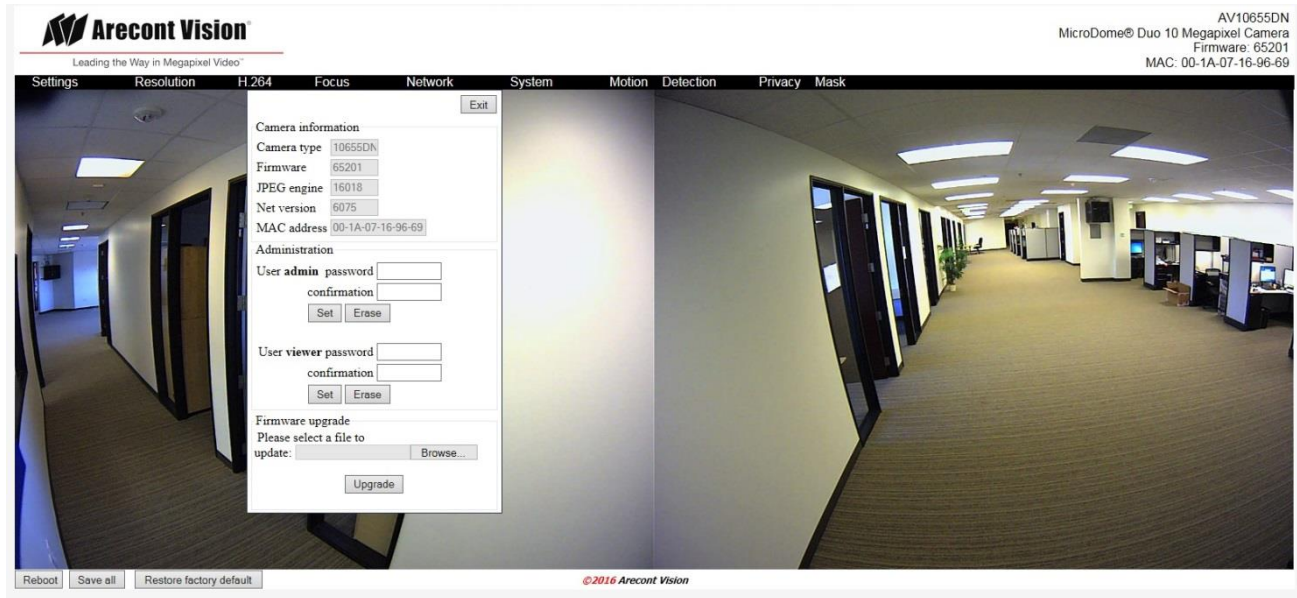 Arecont Vision®
Leading the Way in Megapixel Video™
AV10655DN
MicroDome® Duo 10 Megapixel Camera
Firmware: 65201
MAC: 00-1A-07-16-96-69
Settings Resolution H.264 Focus Network System Motion Detection Privacy Mask
Exit
Camera information
Camera type 10655DN
Firmware 65201
JPEG engine 16018
Net version 6075
MAC address 00-1A-07-16-96-69
Administration
User admin password
confirmation
Set Erase
User viewer password
confirmation
Set Erase
Firmware upgrade
Please select a file to
update: Browse...
Upgrade
Reboot Save all Restore factory default
©2016 Arecont Vision